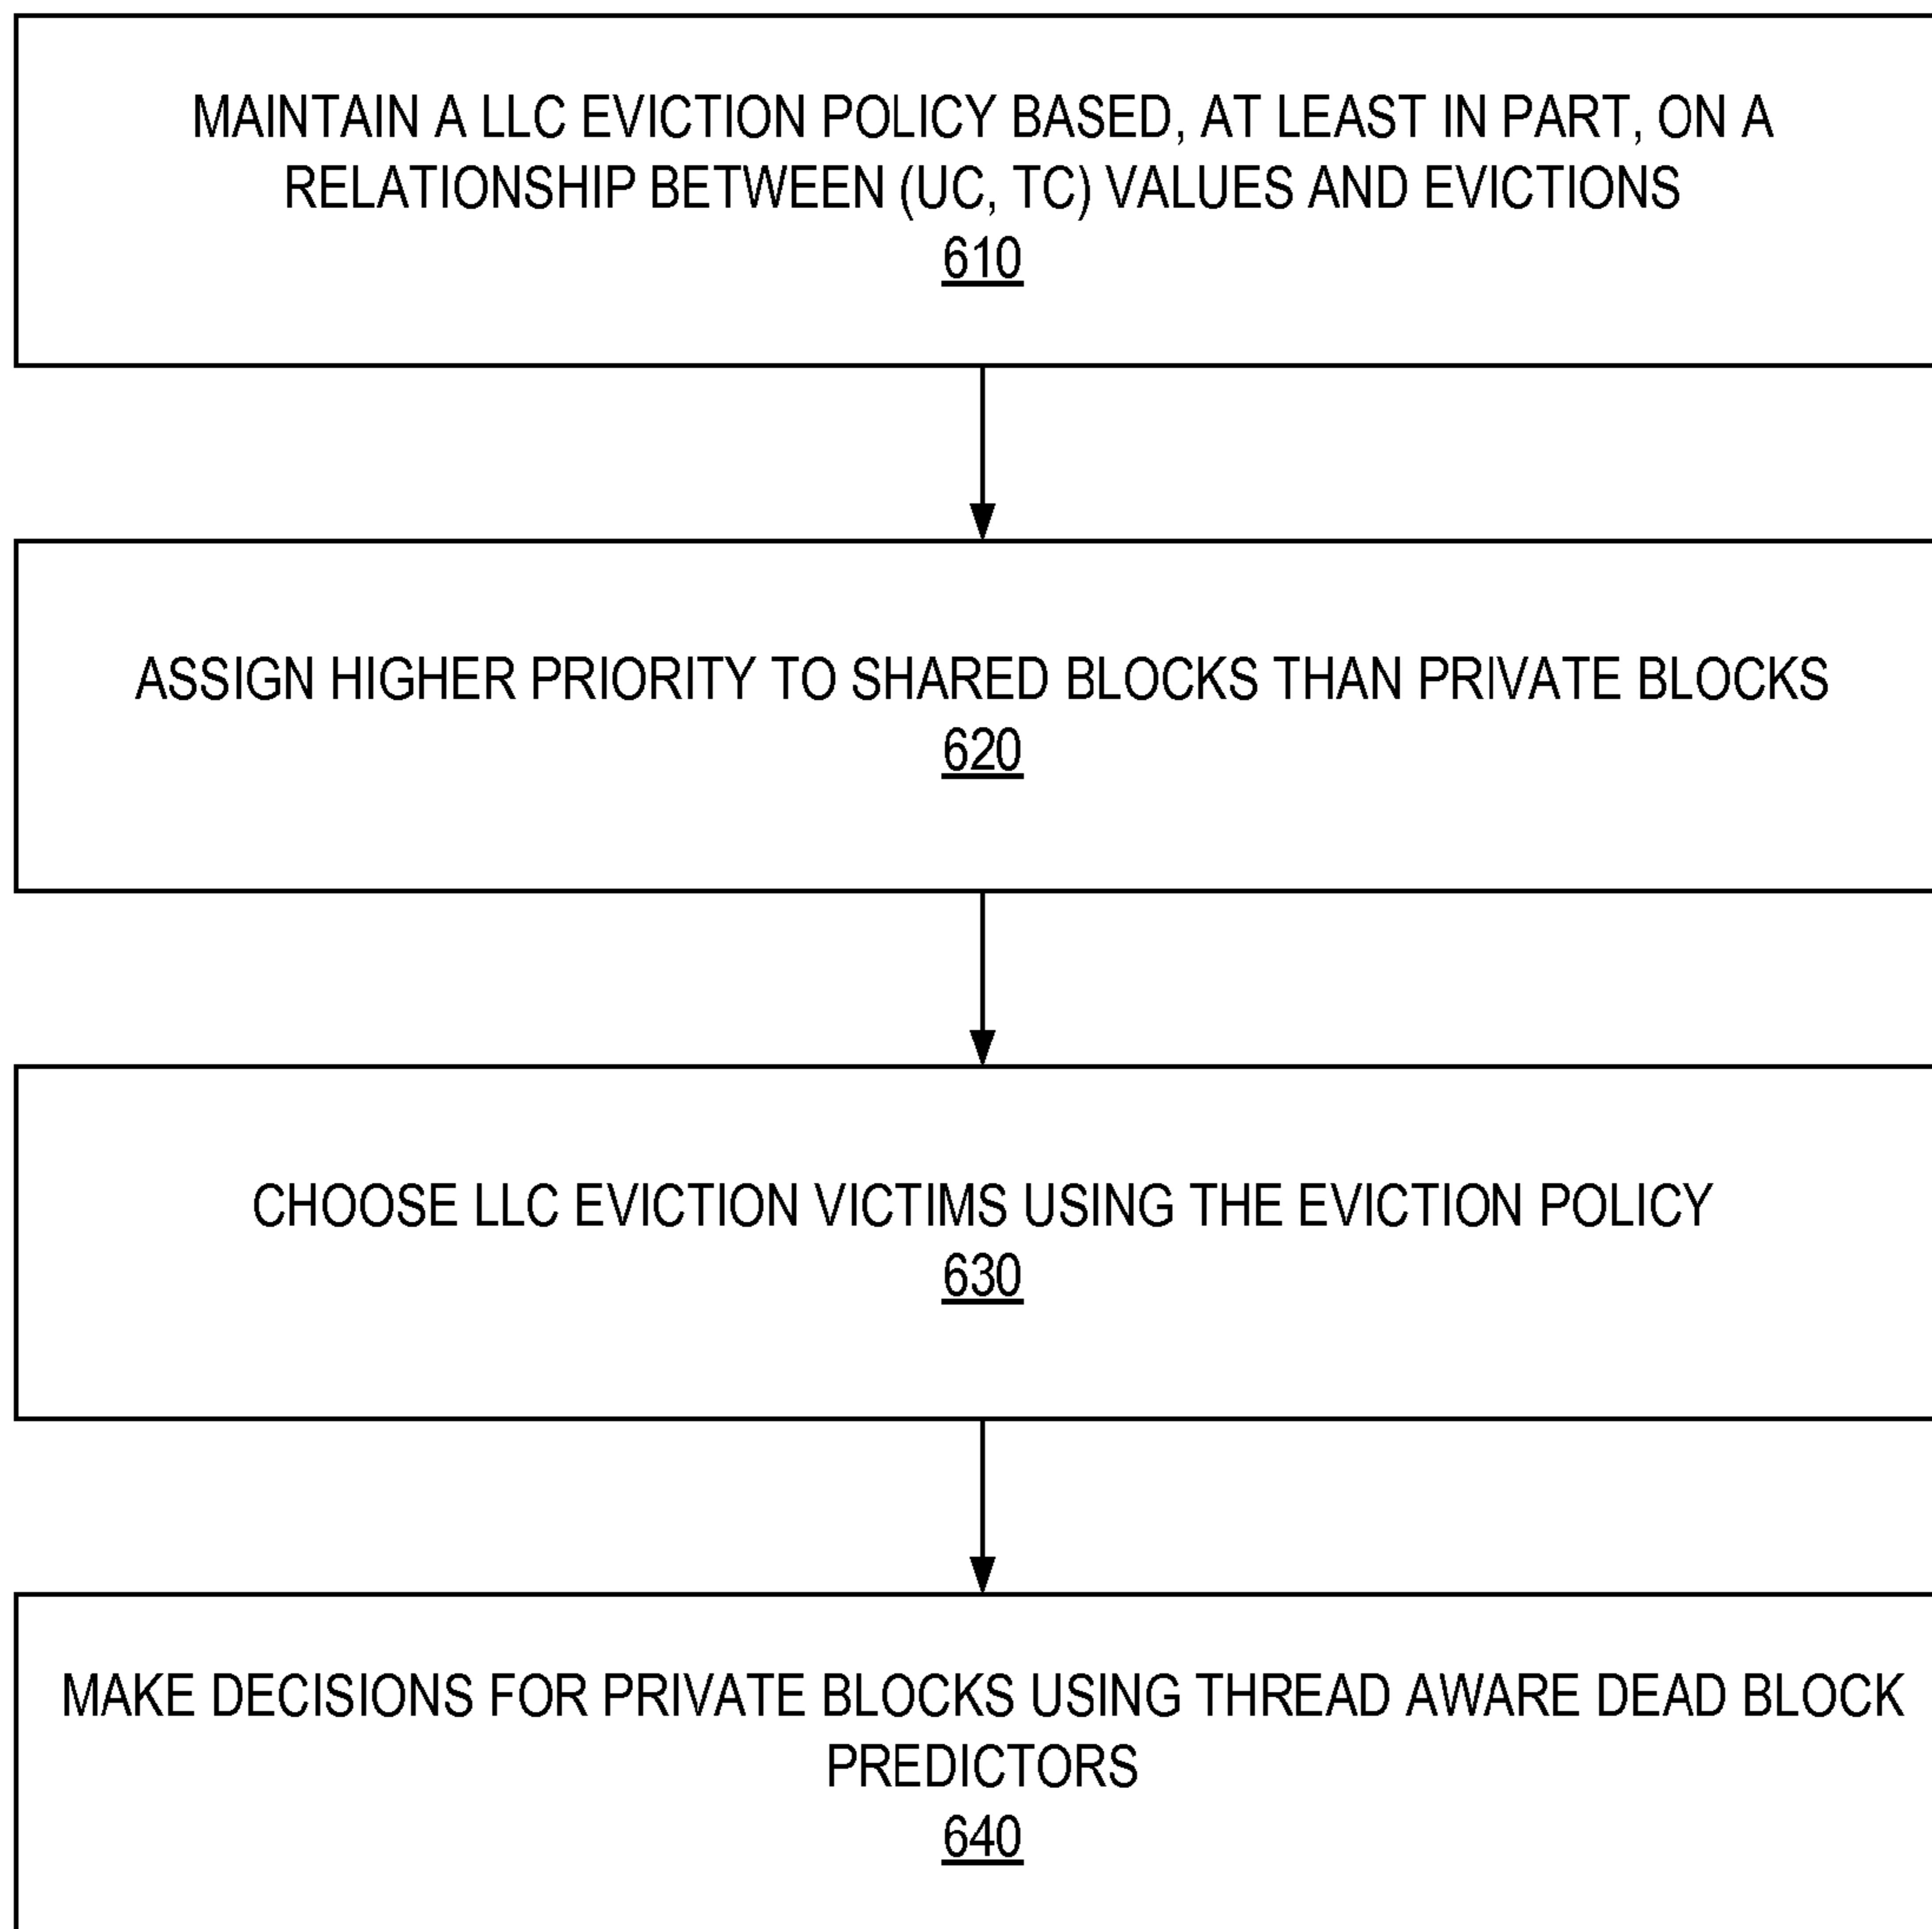 MAINTAIN A LLC EVICTION POLICY BASED, AT LEAST IN PART, ON A
RELATIONSHIP BETWEEN (UC, TC) VALUES AND EVICTIONS
610
ASSIGN HIGHER PRIORITY TO SHARED BLOCKS THAN PRIVATE BLOCKS
620
CHOOSE LLC EVICTION VICTIMS USING THE EVICTION POLICY
630
MAKE DECISIONS FOR PRIVATE BLOCKS USING THREAD AWARE DEAD BLOCK
PREDICTORS
640